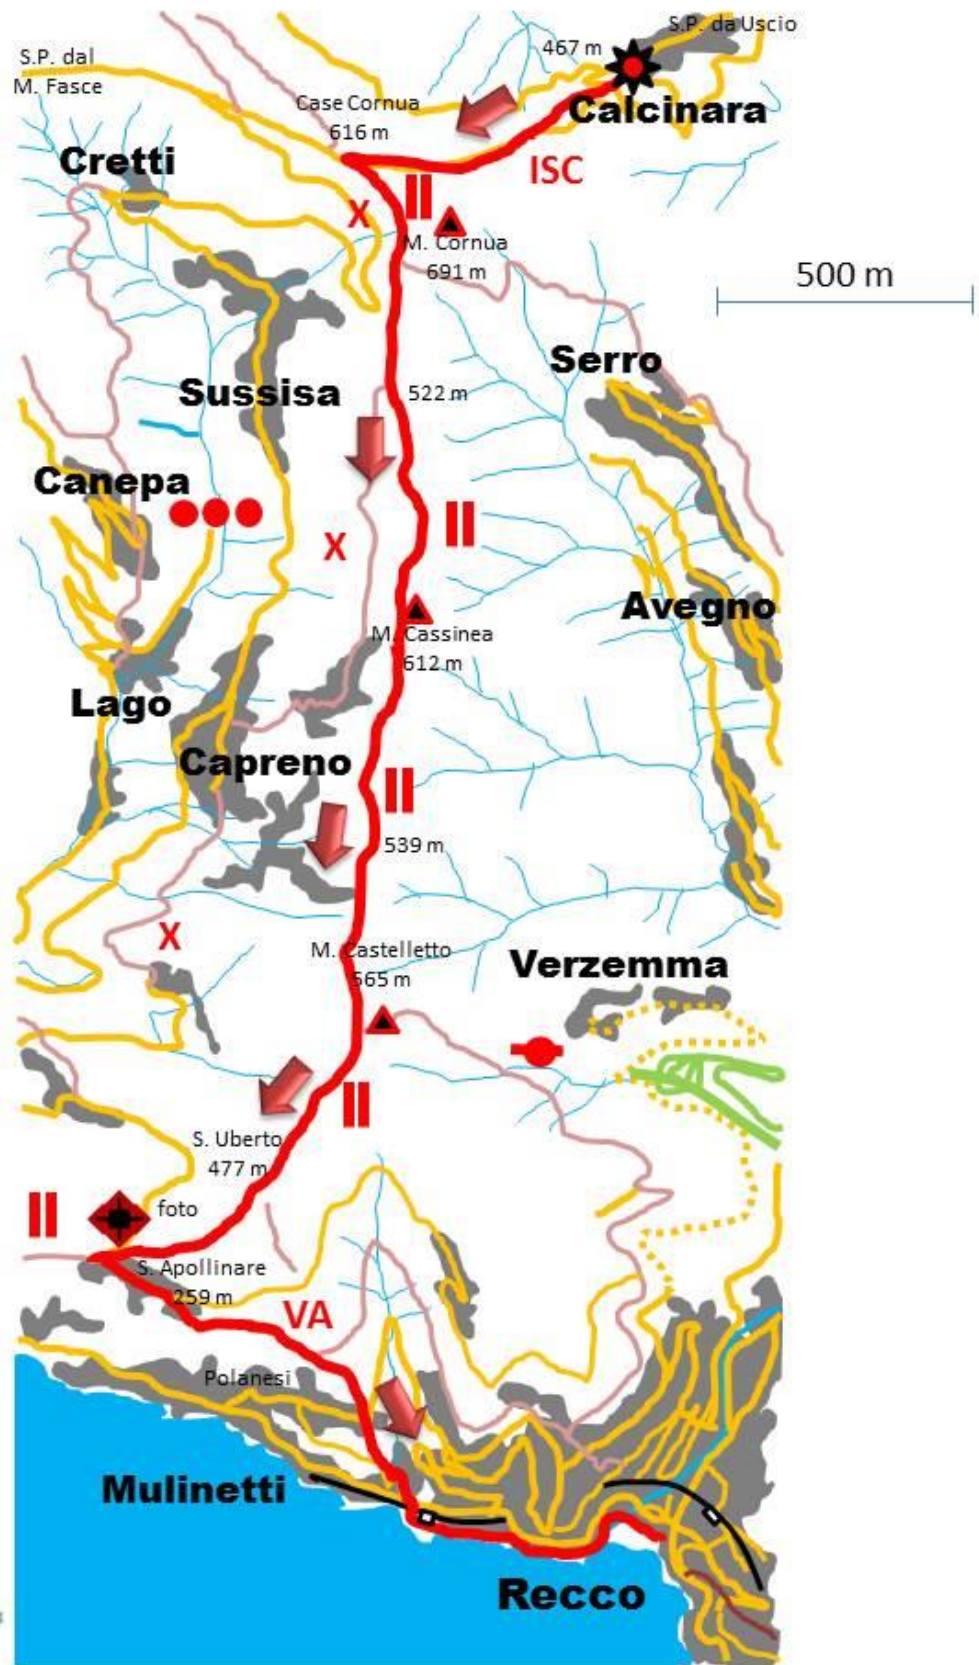 S.P. da Uscio
467 m
S.P. dal
M. Fasce
Case Cornua
616 m
Calcinara
Cretti
ISC
II
X
M. Cornua
691 m
500 m
Serro
Sussisa
522 m
Canepa
II
X
Avegno
M. Cassinea
612 m
Lago
Capreno
II
539 m
X
M. Castelletto
565 m
Verzemma
II
S. Uberto
477 m
II
foto
S. Apollinare
259 m
VA
Polanesi
Mulinetti
Recco